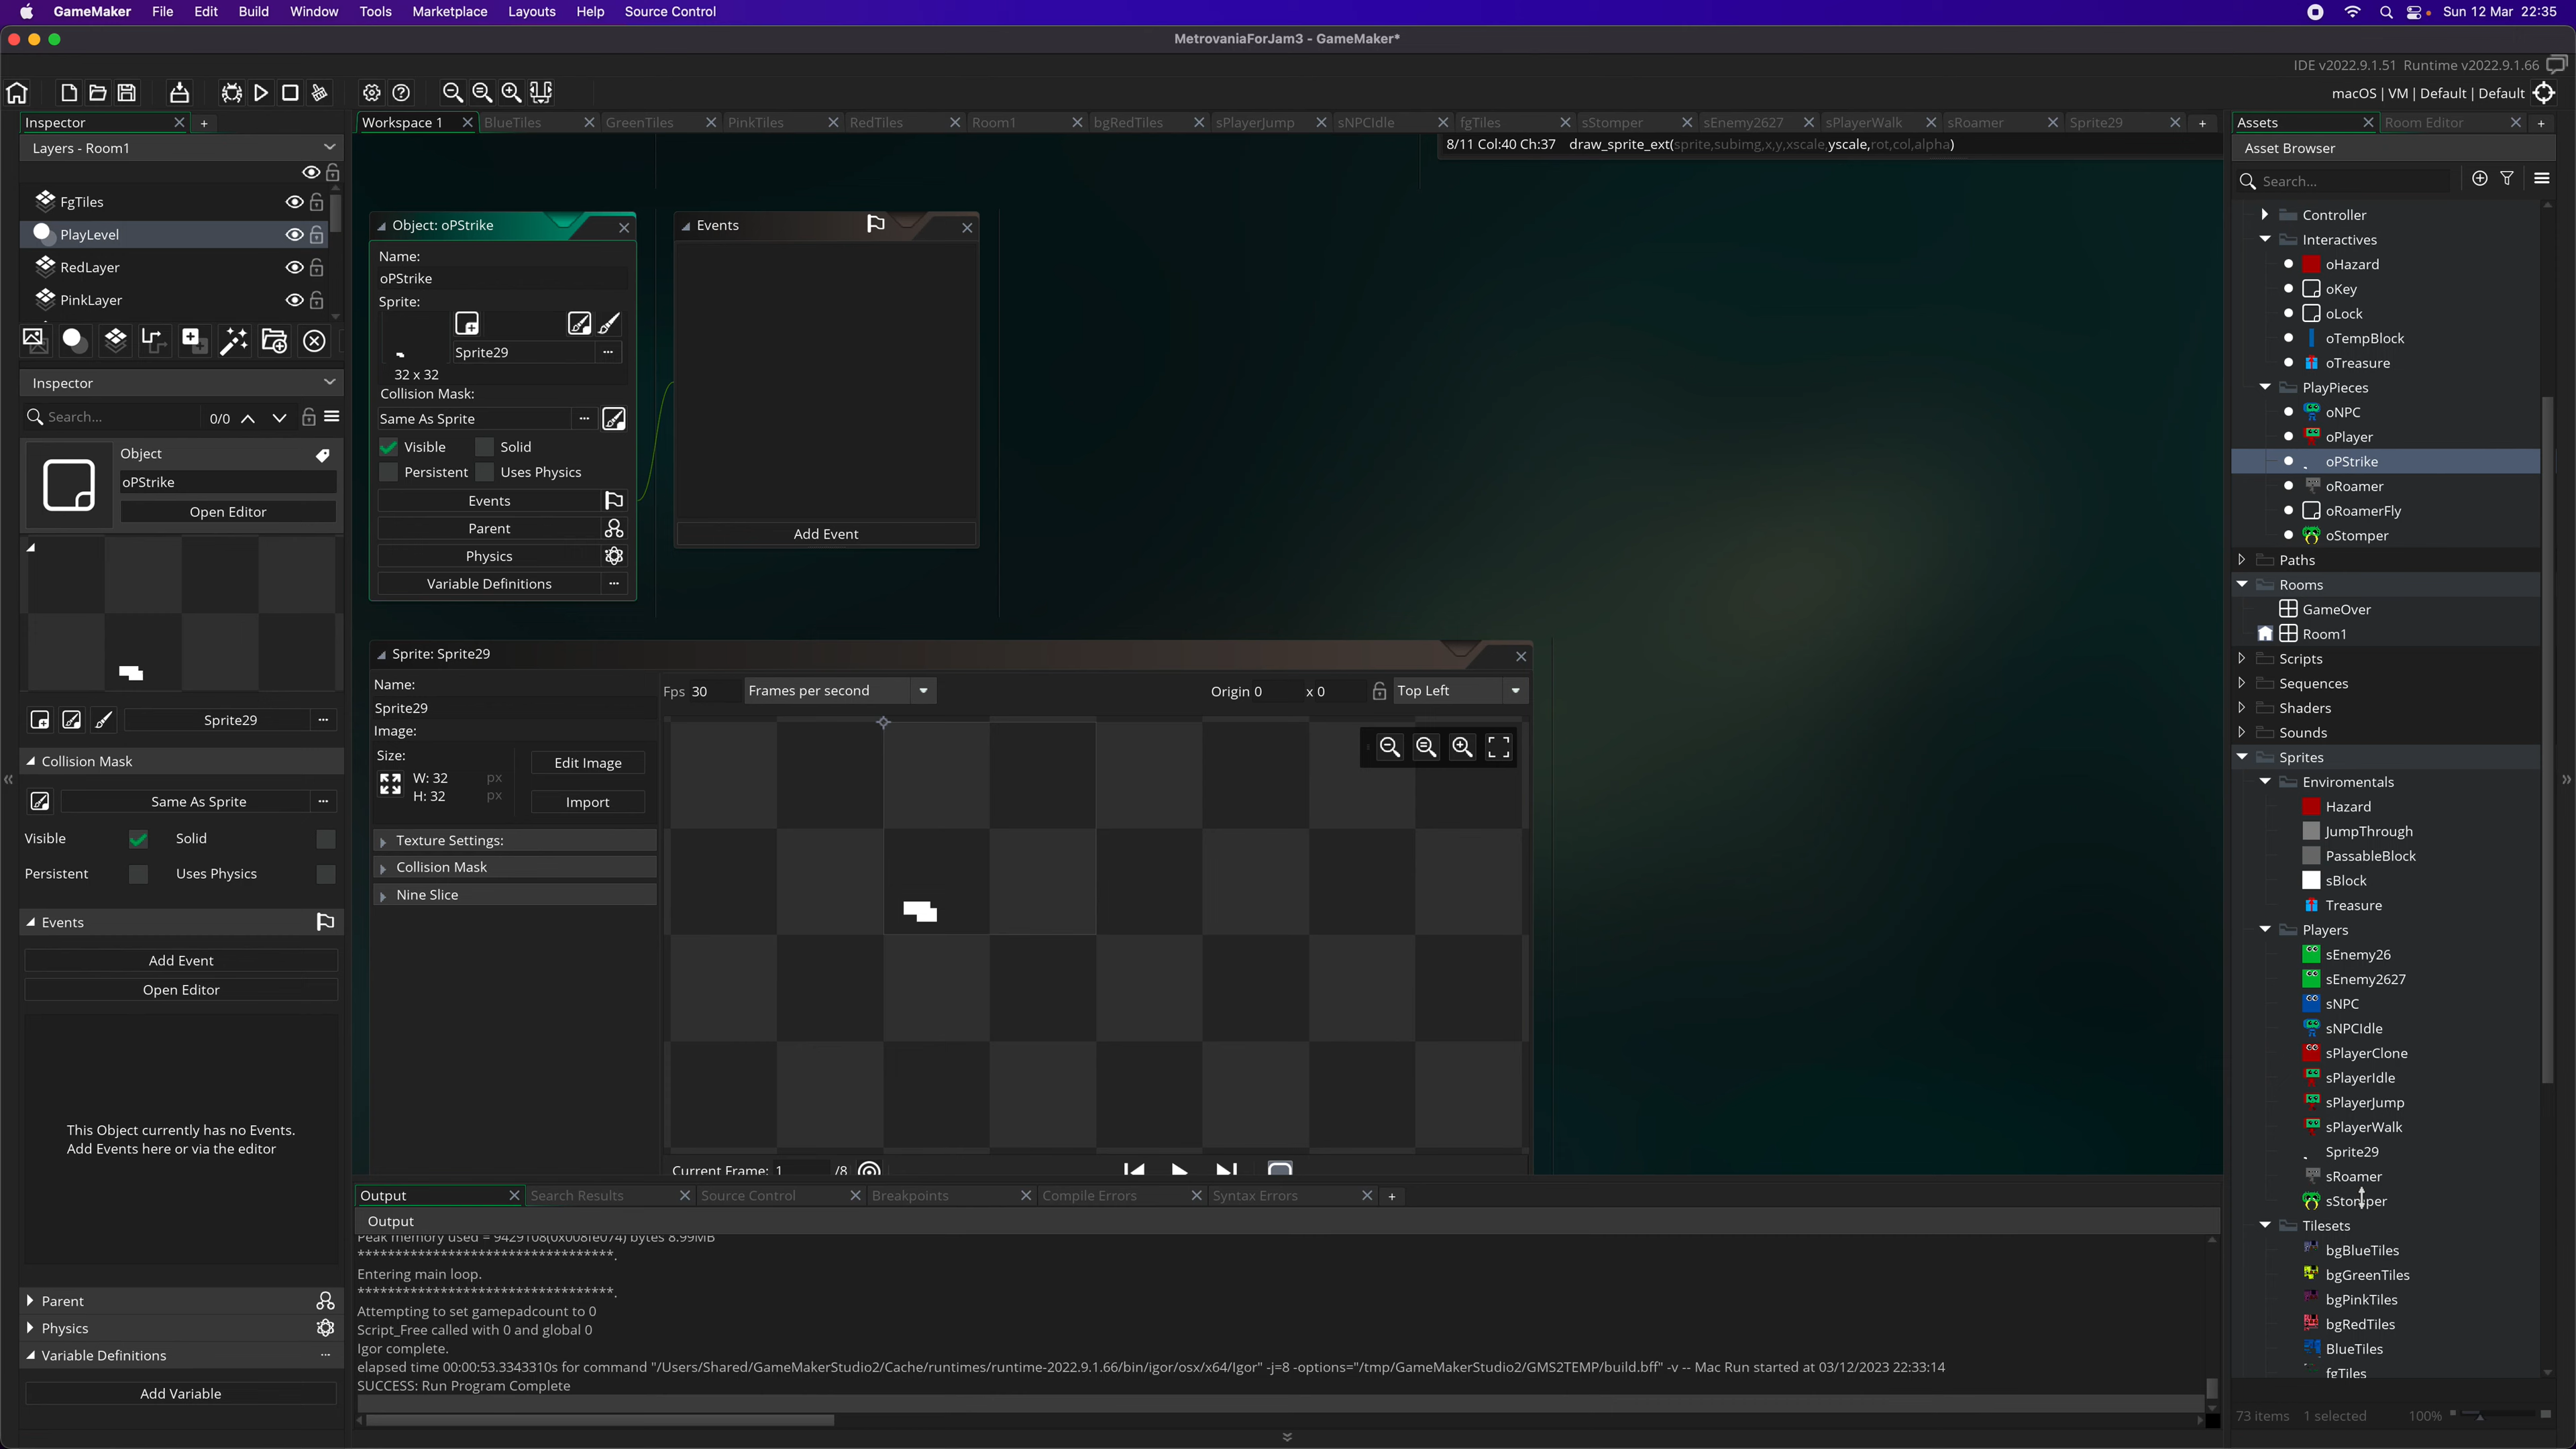 GameMaker File Edit Build Window Tools Marketplace Layouts Help Source Control Sun 12 Mar 22:35
MetrovaniaForJam3 - GameMaker*
IDE v2022.9.1.51 Runtime v2022.9.1.66
macOS | VM | Default | Default
Inspector
Layers - Room1
FgTiles
PlayLevel
RedLayer
PinkLayer
Inspector
Search...
0/0
Object
oPStrike
Open Editor
Sprite29
Collision Mask
Same As Sprite
Visible
Solid
Persistent
Uses Physics
Events
Add Event
Open Editor
This Object currently has no Events.
Add Events here or via the editor
Parent
Physics
Variable Definitions
Add Variable
Workspace 1 BlueTiles GreenTiles PinkTiles RedTiles Room1 bgRedTiles sPlayerJump sNPCIdle fgTiles sStomper sEnemy2627 sPlayerWalk sRoamer Sprite29
8/11 Col:40 Ch:37 draw_sprite_ext(sprite,subimg,x,y,xscale,yscale,rot,col,alpha)
Object: oPStrike
Name:
oPStrike
Sprite:
Sprite29
32 x 32
Collision Mask:
Same As Sprite
Visible
Solid
Persistent
Uses Physics
Events
Parent
Physics
Variable Definitions
Events
Add Event
Sprite: Sprite29
Name:
Sprite29
Image:
Size:
W: 32 px
H: 32 px
Edit Image
Import
Texture Settings:
Collision Mask
Nine Slice
Fps 30 Frames per second
Origin 0 x 0 Top Left
Current Frame: 1 /8
Output Search Results Source Control Breakpoints Compile Errors Syntax Errors
Output
Peak memory used = 9429108(0x008fe074) bytes 8.99MB
**********************************.
Entering main loop.
**********************************.
Attempting to set gamepadcount to 0
Script_Free called with 0 and global 0
Igor complete.
elapsed time 00:00:53.3343310s for command "/Users/Shared/GameMakerStudio2/Cache/runtimes/runtime-2022.9.1.66/bin/igor/osx/x64/Igor" -j=8 -options="/tmp/GameMakerStudio2/GMS2TEMP/build.bff" -v -- Mac Run started at 03/12/2023 22:33:14
SUCCESS: Run Program Complete
Assets Room Editor
Asset Browser
Search...
Controller
Interactives
oHazard
oKey
oLock
oTempBlock
oTreasure
PlayPieces
oNPC
oPlayer
oPStrike
oRoamer
oRoamerFly
oStomper
Paths
Rooms
GameOver
Room1
Scripts
Sequences
Shaders
Sounds
Sprites
Enviromentals
Hazard
JumpThrough
PassableBlock
sBlock
Treasure
Players
sEnemy26
sEnemy2627
sNPC
sNPCIdle
sPlayerClone
sPlayerIdle
sPlayerJump
sPlayerWalk
Sprite29
sRoamer
sStomper
Tilesets
bgBlueTiles
bgGreenTiles
bgPinkTiles
bgRedTiles
BlueTiles
fgTiles
73 items 1 selected 100%